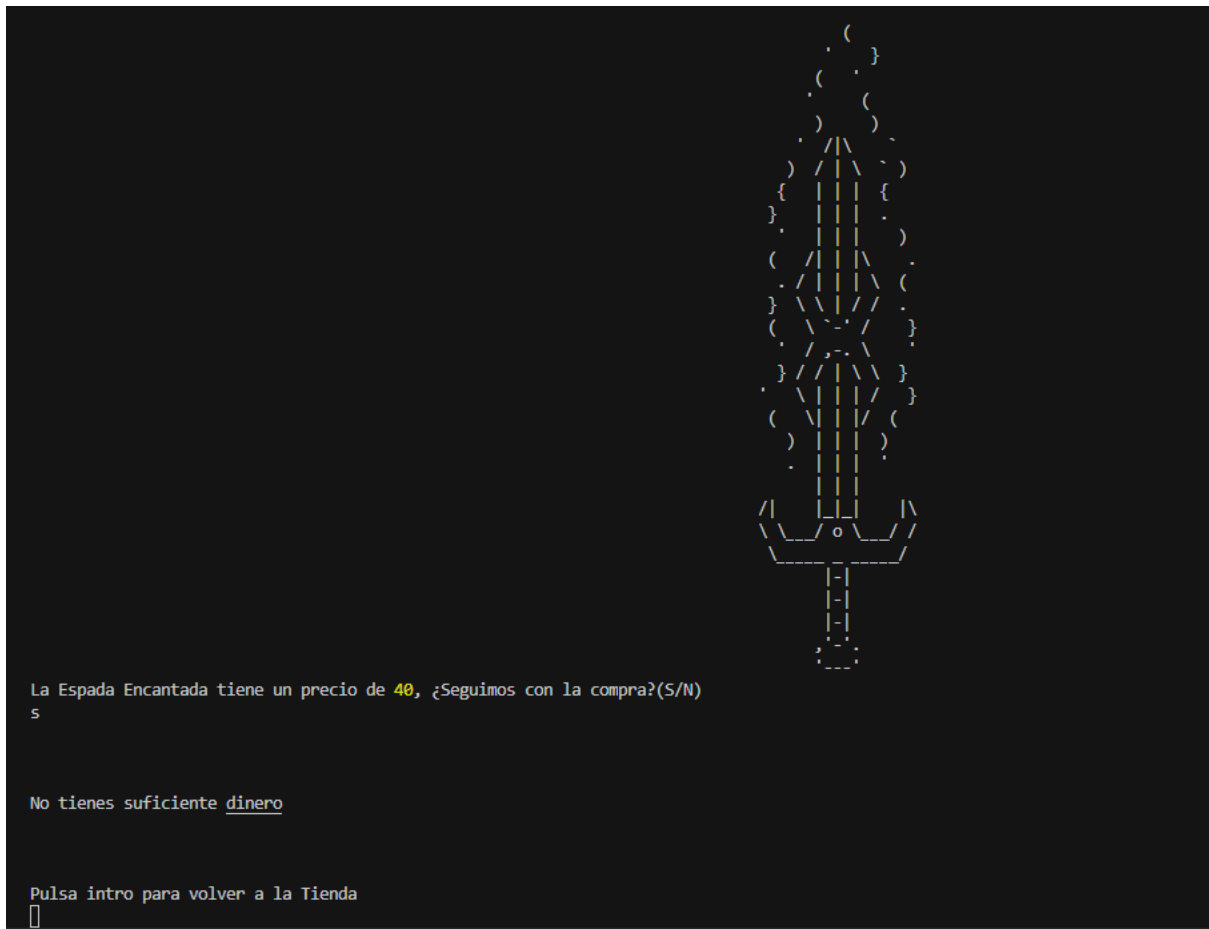 La Espada Encantada tiene un precio de 40, ¿Seguimos con la compra?(S/N)
s
No tienes suficiente dinero
Pulsa intro para volver a la Tienda